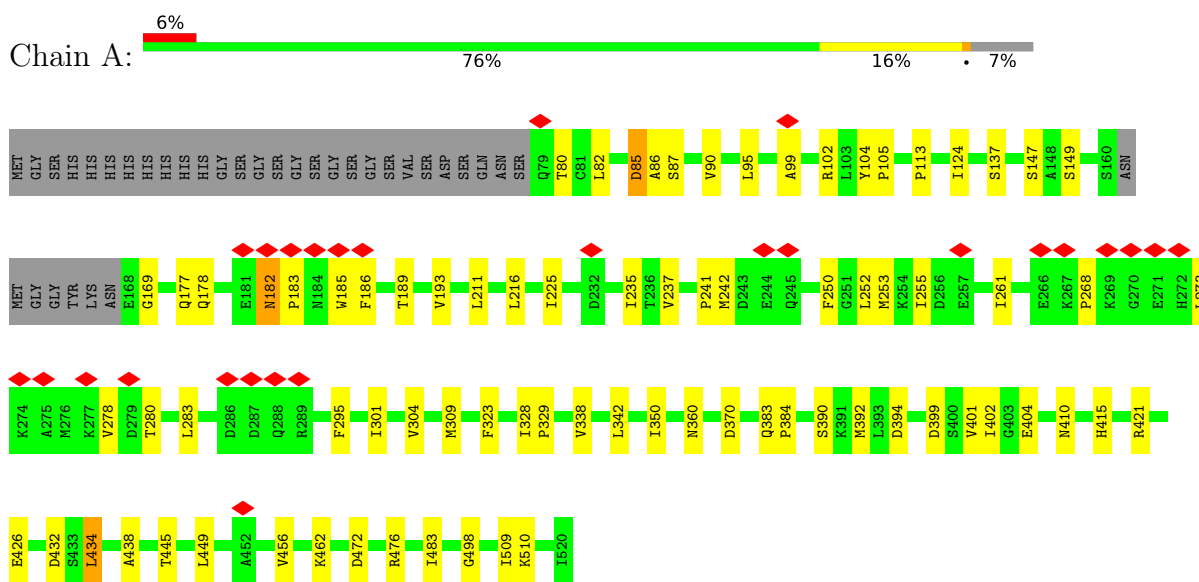 Chain A:
6%
76%
16%
•
7%
MET GLY SER HIS HIS HIS HIS HIS HIS HIS HIS HIS HIS GLY SER GLY SER GLY SER GLY SER GLY SER VAL SER ASP SER GLN ASN SER Q79 T80 C81 L82 D85 A86 S87 V90 L95 A99 R102 L103 Y104 P105 P113 I124 S137 S147 A148 S149 S160 ASN
MET GLY GLY TYR LYS ASN E168 G169 Q177 Q178 E181 N182 P183 N184 W185 F186 T189 V193 L211 L216 I225 D232 I235 T236 V237 P241 M242 D243 E244 Q245 F250 G251 L252 M253 K254 I255 D256 E257 I261 E266 K267 P268 K269 G270 E271 H272 L273
K274 A275 M276 K277 V278 D279 T280 L283 D286 D287 Q288 R289 F295 I301 V304 M309 F323 I328 P329 V338 L342 I350 N360 D370 Q383 P384 S390 K391 M392 L393 D394 D399 S400 V401 I402 G403 E404 N410 H415 R421
E426 D432 S433 L434 A438 T445 L449 A452 V456 K462 D472 R476 I483 G498 I509 K510 I520